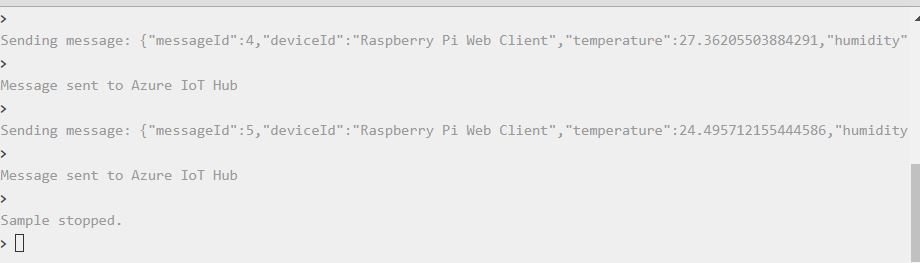 >
Sending message: {"messageId":4,"deviceId":"Raspberry Pi Web Client","temperature":27.36205503884291,"humidity"
>
Message sent to Azure IoT Hub
>
Sending message: {"messageId":5,"deviceId":"Raspberry Pi Web Client","temperature":24.495712155444586,"humidity
>
Message sent to Azure IoT Hub
>
Sample stopped.
>